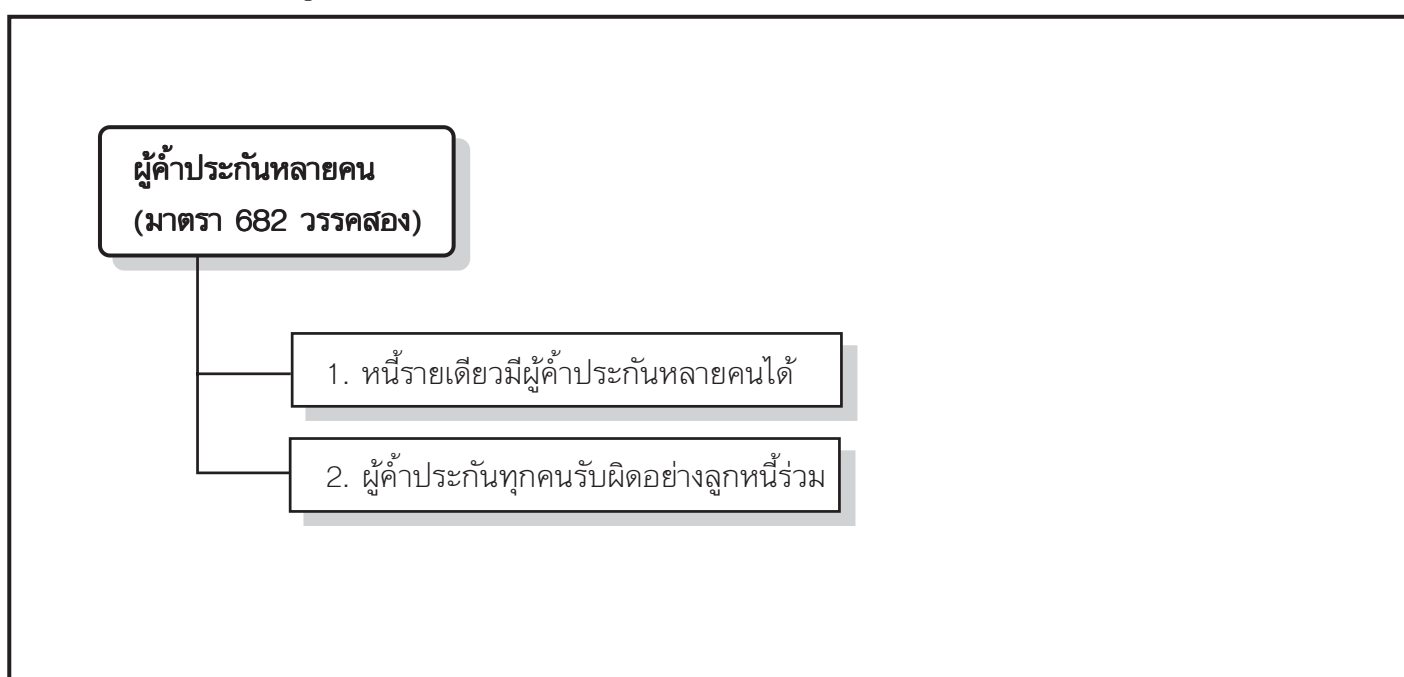 ผู้ค้ำประกันหลายคน
(มาตรา 682 วรรคสอง)
1. หนี้รายเดียวมีผู้ค้ำประกันหลายคนได้
2. ผู้ค้ำประกันทุกคนรับผิดอย่างลูกหนี้ร่วม